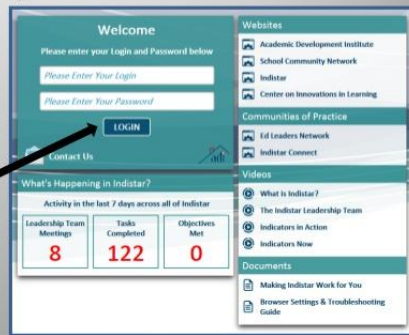 Welcome
Please enter your Login and Password below
Please Enter Your Login
Please Enter Your Password
LOGIN
Contact Us
What's Happening in Indistar?
Activity in the last 7 days across all of Indistar
Leadership Team Meetings
8
Tasks Completed
122
Objectives Met
0
Websites
Academic Development Institute
School Community Network
Indistar
Center on Innovations in Learning
Communities of Practice
Ed Leaders Network
Indistar Connect
Videos
What is Indistar?
The Indistar Leadership Team
Indicators in Action
Indicators Now
Documents
Making Indistar Work for You
Browser Settings & Troubleshooting
Guide